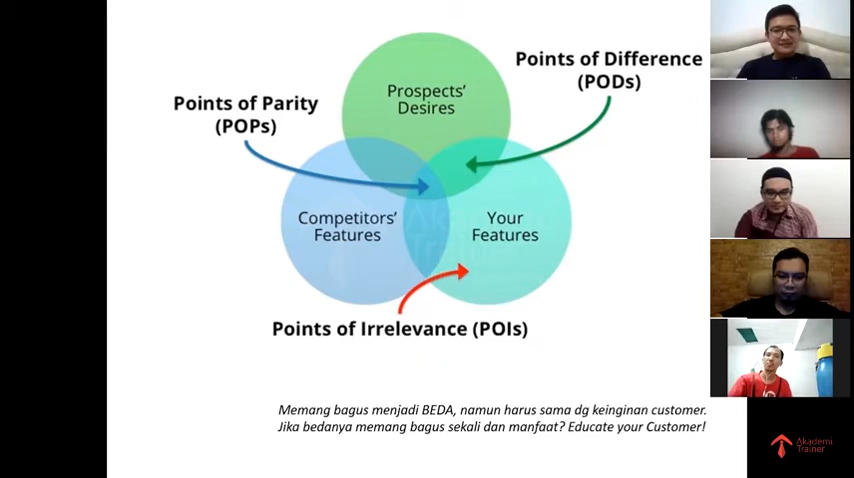 Points of Difference
(PODs)
Prospects'
Desires
Points of Parity
(POPs)
Competitors'
Features
Your
Features
Points of Irrelevance (POIs)
Memang bagus menjadi BEDA, namun harus sama dg keinginan customer.
Jika bedanya memang bagus sekali dan manfaat? Educate your Customer!
Akademi
Trainer